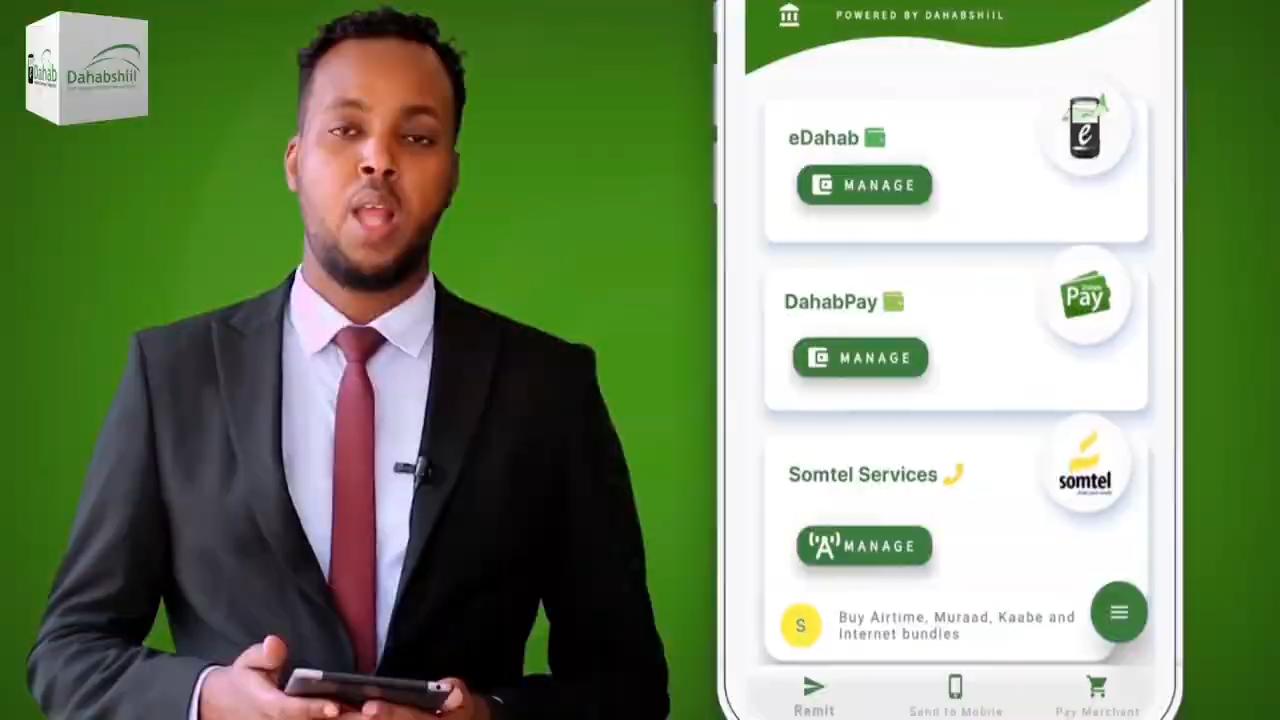 Dahab
Dahabshiil
POWERED BY DAHABSHIIL
eDahab
e
MANAGE
DahabPay
Pay
MANAGE
Somtel Services
somtel
MANAGE
S
Buy Airtime, Muraad, Kaabe and
Internet bundles
Remit
Send to Mobile
Pay Merchant